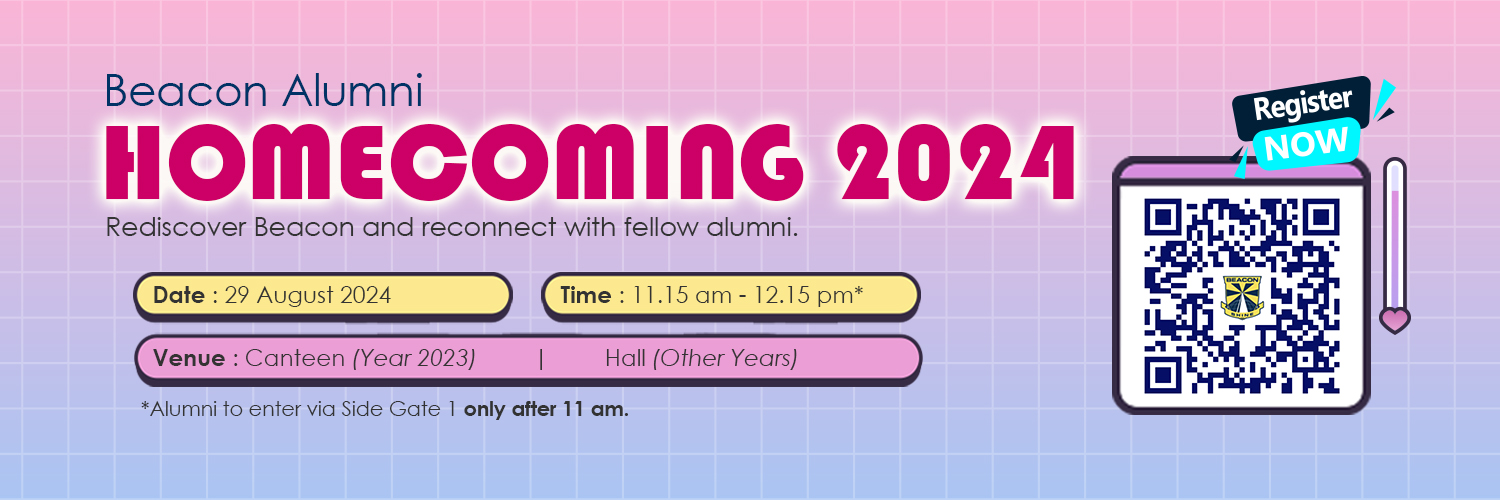 Beacon Alumni
HOMECOMING 2024
Rediscover Beacon and reconnect with fellow alumni.
Date : 29 August 2024
Time : 11.15 am - 12.15 pm*
Venue : Canteen (Year 2023) | Hall (Other Years)
*Alumni to enter via Side Gate 1 only after 11 am.
Register
NOW
BEACON
SHINE